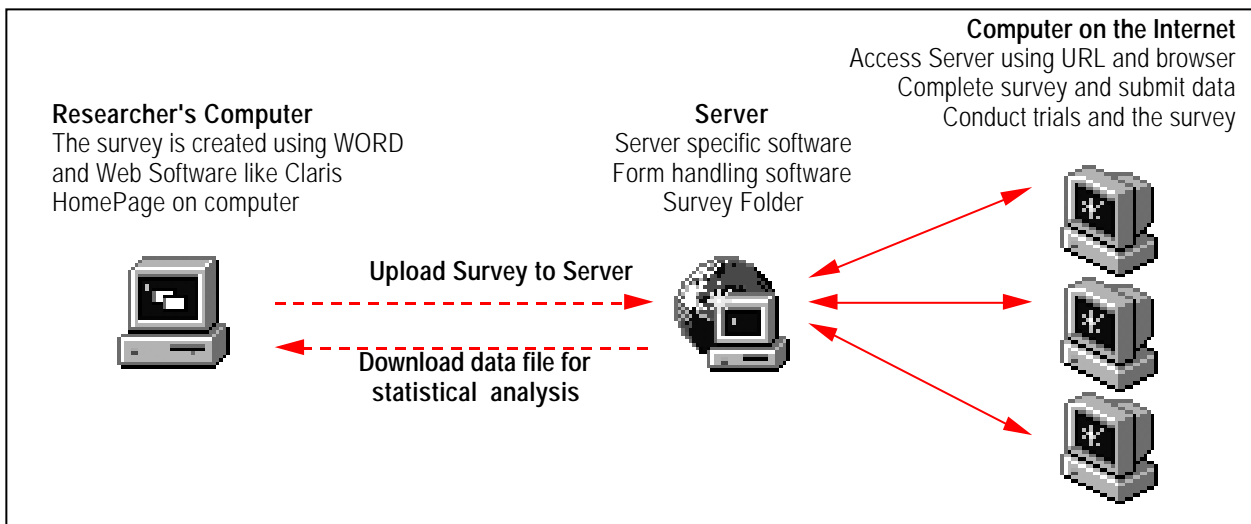 Researcher's Computer
The survey is created using WORD
and Web Software like Claris
HomePage on computer
Server
Server specific software
Form handling software
Survey Folder
Computer on the Internet
Access Server using URL and browser
Complete survey and submit data
Conduct trials and the survey
Upload Survey to Server
Download data file for
statistical analysis